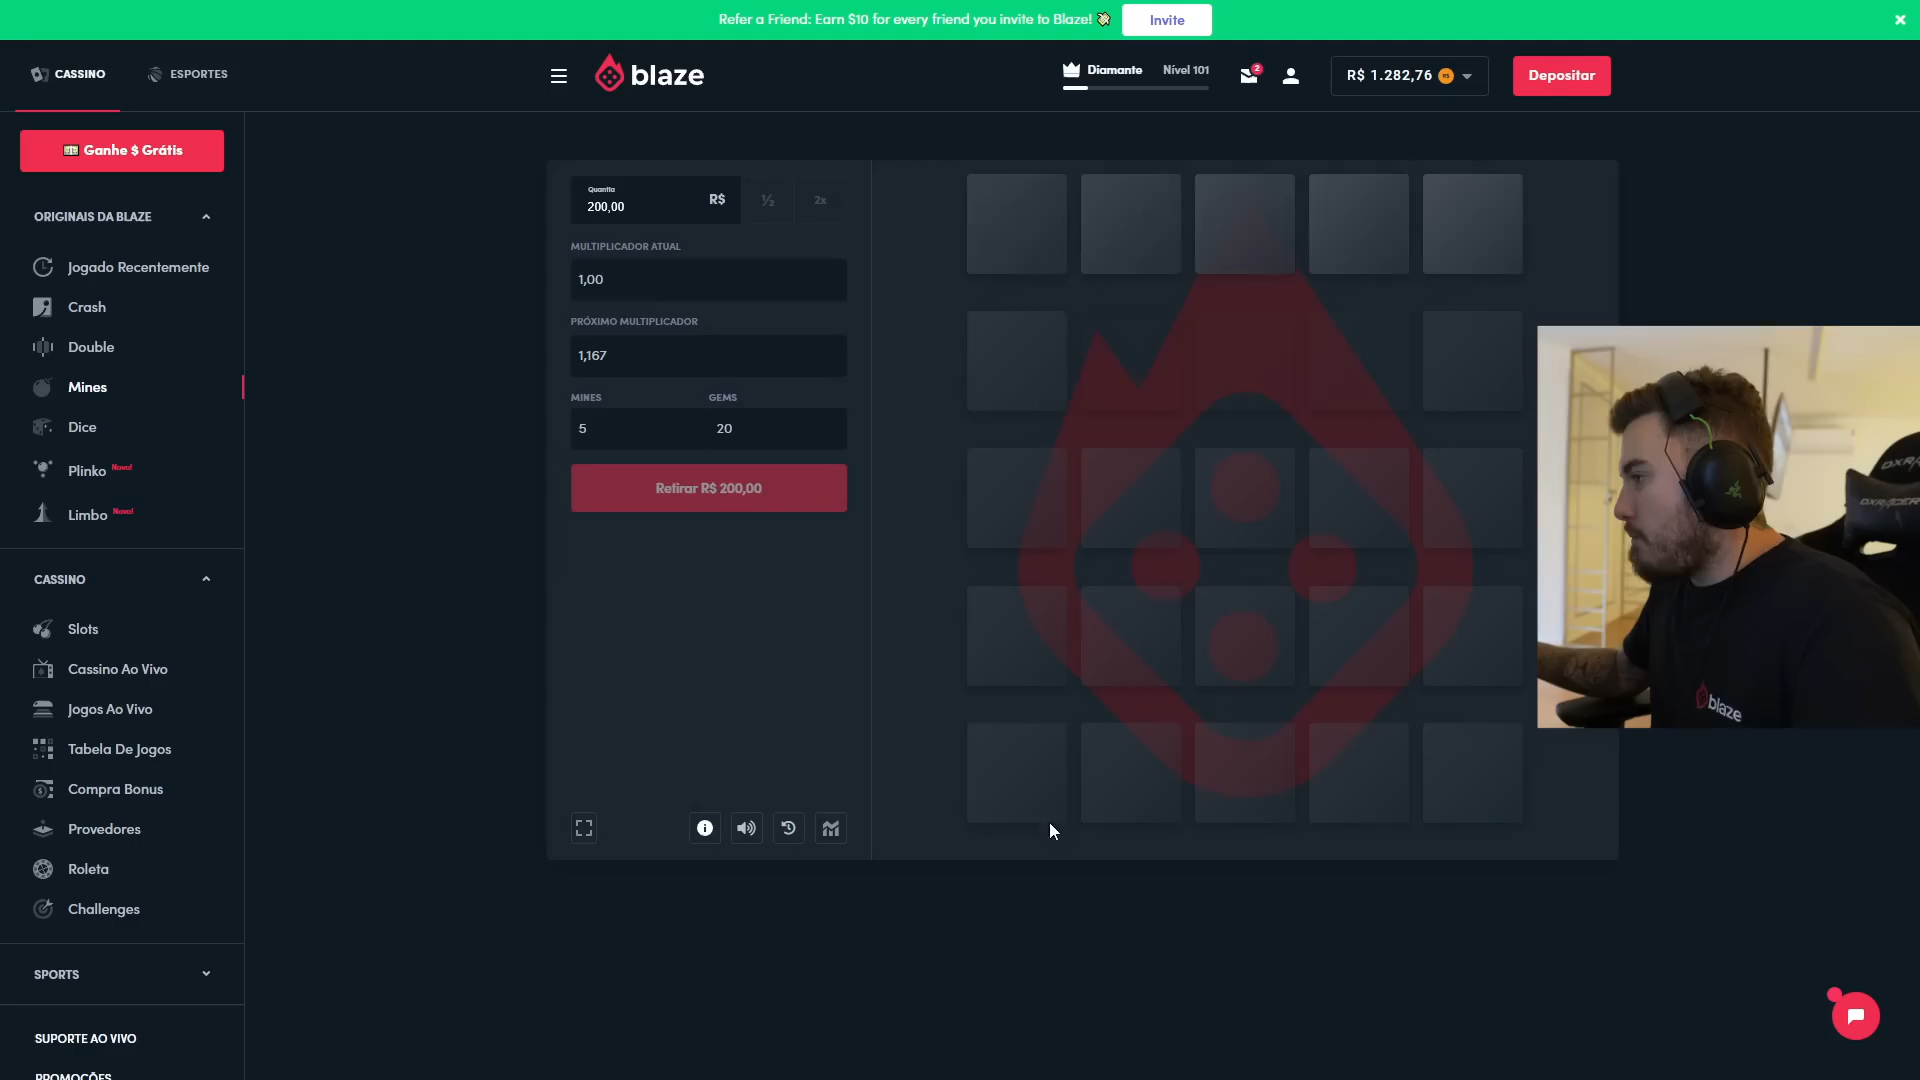 Refer a Friend: Earn $10 for every friend you invite to Blaze!
Invite
CASSINO
ESPORTES
blaze
Diamante
Nível 101
2
R$ 1.282,76
R$
Depositar
Ganhe $ Grátis
ORIGINAIS DA BLAZE
Jogado Recentemente
Crash
Double
Mines
Dice
Plinko Novo!
Limbo Novo!
CASSINO
Slots
Cassino Ao Vivo
Jogos Ao Vivo
Tabela De Jogos
Compra Bonus
Provedores
Roleta
Challenges
SPORTS
SUPORTE AO VIVO
PROMOÇÕES
Quantia
200,00
R$
½
2x
MULTIPLICADOR ATUAL
1,00
PRÓXIMO MULTIPLICADOR
1,167
MINES
GEMS
5
20
Retirar R$ 200,00
DXRACER
blaze